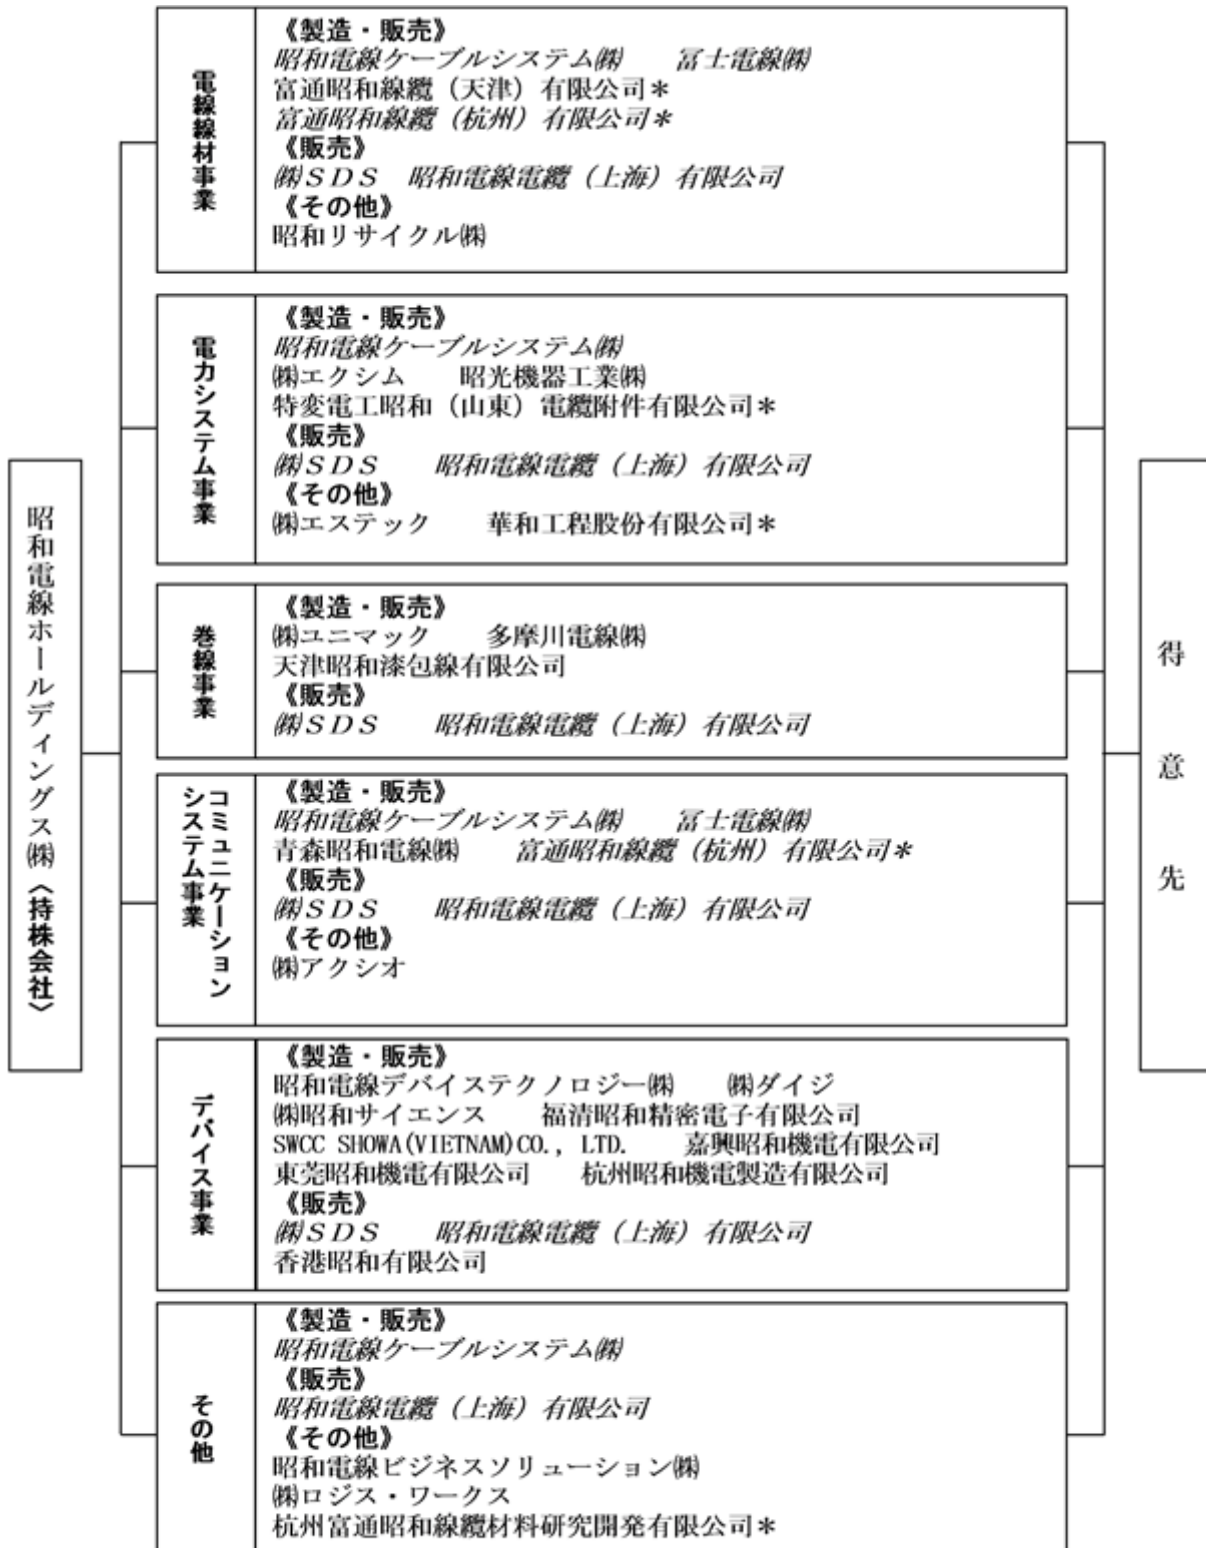 昭和電線ホールディングス㈱〈持株会社〉
電線線材事業
《製造・販売》
昭和電線ケーブルシステム㈱　　冨士電線㈱
富通昭和線纜（天津）有限公司＊
富通昭和線纜（杭州）有限公司＊
《販売》
㈱ＳＤＳ　昭和電線電纜（上海）有限公司
《その他》
昭和リサイクル㈱
電力システム事業
《製造・販売》
昭和電線ケーブルシステム㈱
㈱エクシム　　昭光機器工業㈱
特変電工昭和（山東）電纜附件有限公司＊
《販売》
㈱ＳＤＳ　　昭和電線電纜（上海）有限公司
《その他》
㈱エステック　　華和工程股份有限公司＊
巻線事業
《製造・販売》
㈱ユニマック　　多摩川電線㈱
天津昭和漆包線有限公司
《販売》
㈱ＳＤＳ　　昭和電線電纜（上海）有限公司
コミュニケーション
システム事業
《製造・販売》
昭和電線ケーブルシステム㈱　　冨士電線㈱
青森昭和電線㈱　　富通昭和線纜（杭州）有限公司＊
《販売》
㈱ＳＤＳ　　昭和電線電纜（上海）有限公司
《その他》
㈱アクシオ
デバイス事業
《製造・販売》
昭和電線デバイステクノロジー㈱　　㈱ダイジ
㈱昭和サイエンス　　福清昭和精密電子有限公司
SWCC SHOWA(VIETNAM)CO., LTD.　　嘉興昭和機電有限公司
東莞昭和機電有限公司　　杭州昭和機電製造有限公司
《販売》
㈱ＳＤＳ　　昭和電線電纜（上海）有限公司
香港昭和有限公司
その他
《製造・販売》
昭和電線ケーブルシステム㈱
《販売》
昭和電線電纜（上海）有限公司
《その他》
昭和電線ビジネスソリューション㈱
㈱ロジス・ワークス
杭州富通昭和線纜材料研究開発有限公司＊
得意先